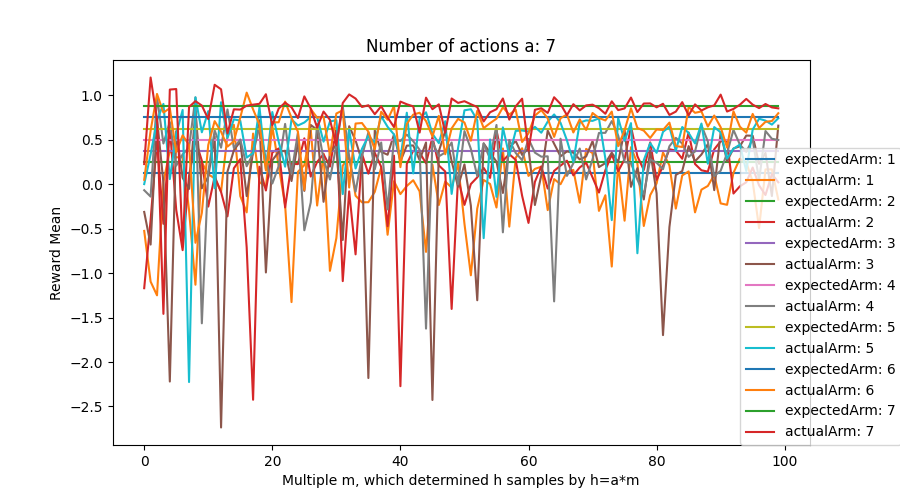 Number of actions a: 7
Reward Mean
1.0
0.5
0.0
−0.5
−1.0
−1.5
−2.0
−2.5
0
20
40
60
80
100
Multiple m, which determined h samples by h=a*m
expectedArm: 1
actualArm: 1
expectedArm: 2
actualArm: 2
expectedArm: 3
actualArm: 3
expectedArm: 4
actualArm: 4
expectedArm: 5
actualArm: 5
expectedArm: 6
actualArm: 6
expectedArm: 7
actualArm: 7